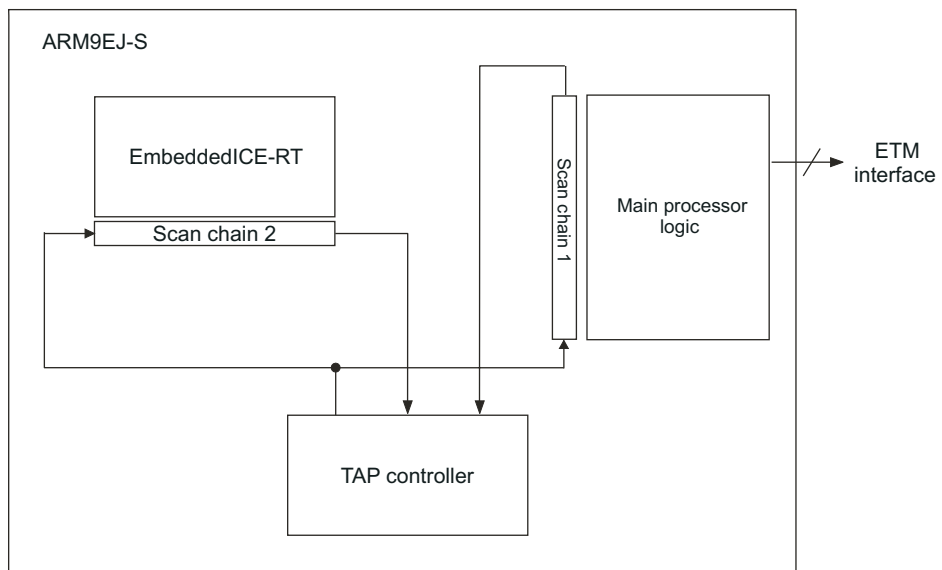 ARM9EJ-S
EmbeddedICE-RT
Scan chain 2
Scan chain 1
Main processor
logic
ETM
interface
TAP controller